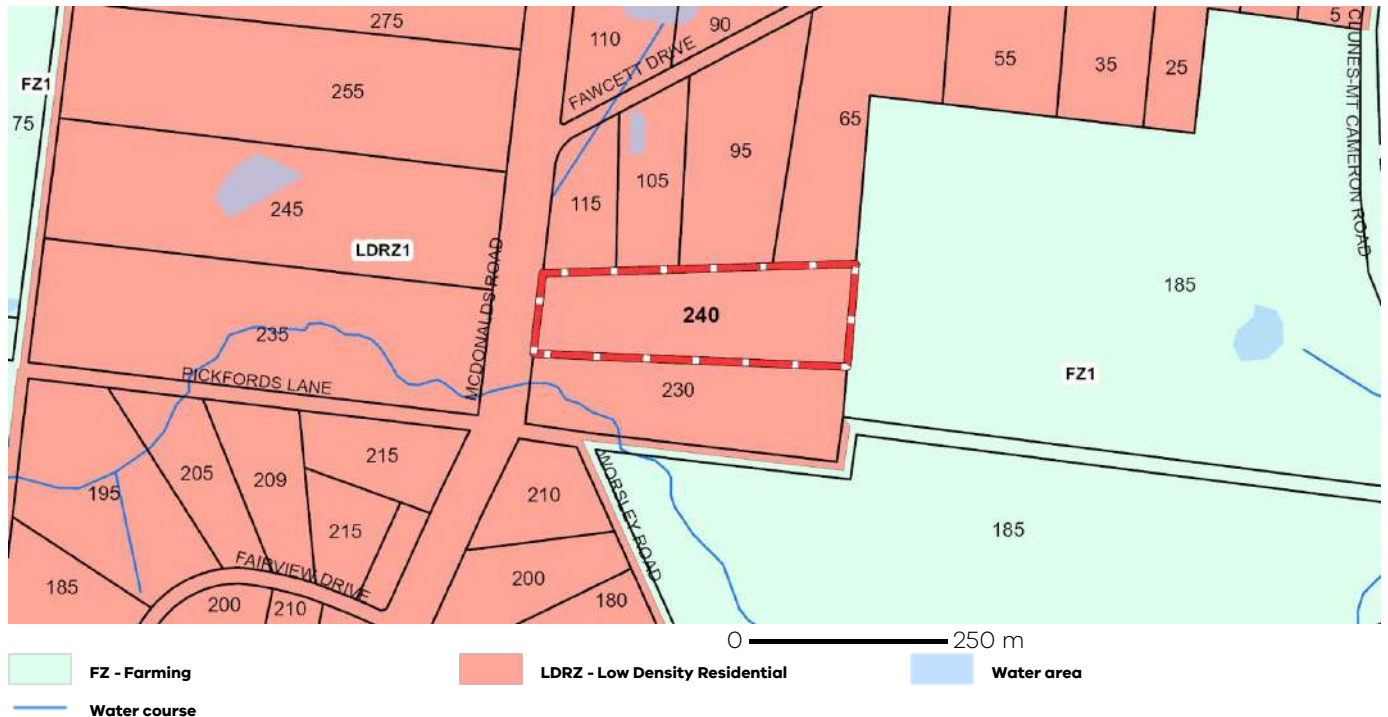 275
110
90
5
FZ1
75
255
FAWCETT DRIVE
55
35
25
CLUNES-MT CAMERON ROAD
65
95
105
115
245
LDRZ1
MCDONALDS ROAD
185
240
235
PICKFORDS LANE
230
FZ1
215
205
209
210
WORSLEY ROAD
195
215
185
FAIRVIEW DRIVE
200
210
200
180
185
0 250 m
FZ - Farming
LDRZ - Low Density Residential
Water area
Water course